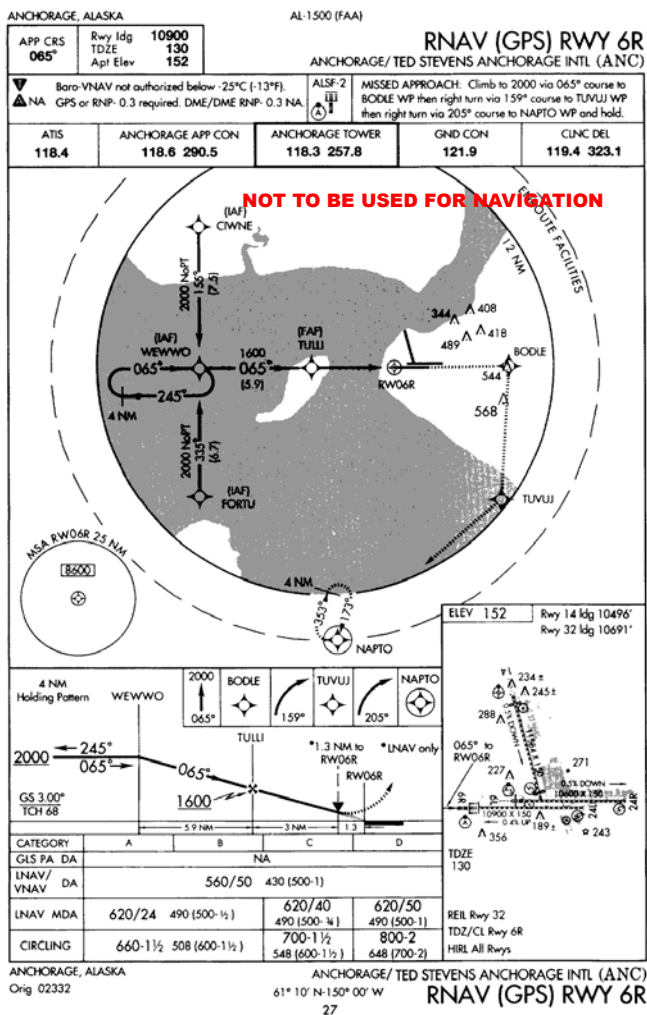 ANCHORAGE, ALASKA
AL-1500 (FAA)
APP CRS
065°
Rwy ldg 10900
TDZE 130
Apt Elev 152
RNAV (GPS) RWY 6R
ANCHORAGE/ TED STEVENS ANCHORAGE INTL (ANC)
▼ Baro-VNAV not authorized below -25°C (-13°F).
▲ NA GPS or RNP- 0.3 required. DME/DME RNP- 0.3 NA.
ALSF-2
MISSED APPROACH: Climb to 2000 via 065° course to
BODLE WP then right turn via 159° course to TUVUJ WP
then right turn via 205° course to NAPTO WP and hold.
ATIS
118.4
ANCHORAGE APP CON
118.6 290.5
ANCHORAGE TOWER
118.3 257.8
GND CON
121.9
CLNC DEL
119.4 323.1
NOT TO BE USED FOR NAVIGATION
ENROUTE FACILITIES
12 NM
(IAF)
CIWNE
2000 NoPT
156°
(7.5)
344
408
418
489
(IAF)
WEWWO
1600
065°
(5.9)
(FAF)
TULLI
RW06R
BODLE
544
568
065°
245°
4 NM
2000 NoPT
335°
(6.7)
(IAF)
FORTU
TUVUJ
MSA RW06R 25 NM
8600
4 NM
353°
173°
NAPTO
ELEV 152
Rwy 14 ldg 10496'
Rwy 32 ldg 10691'
14
234 ±
245 ±
288
0.5% DOWN
065° to
RW06R
227
271
0.5% DOWN
10600 X 150
6R
6L
24L
24R
10900 X 150
0.4% UP
189 ±
243
356
TDZE
130
REIL Rwy 32
TDZ/CL Rwy 6R
HIRL All Rwys
4 NM
Holding Pattern
WEWWO
2000
065°
BODLE
159°
TUVUJ
205°
NAPTO
TULLI
*1.3 NM to
RW06R
*LNAV only
RW06R
2000
245°
065°
065°
1600
GS 3.00°
TCH 68
5.9 NM
3 NM
1.3
CATEGORY A B C D
GLS PA DA NA
LNAV/
VNAV DA 560/50 430 (500-1)
LNAV MDA 620/24 490 (500-½)
620/40
490 (500-¾)
620/50
490 (500-1)
CIRCLING 660-1½ 508 (600-1½)
700-1½
548 (600-1½)
800-2
648 (700-2)
ANCHORAGE, ALASKA
Orig 02332
61° 10' N-150° 00' W
ANCHORAGE/ TED STEVENS ANCHORAGE INTL (ANC)
RNAV (GPS) RWY 6R
27